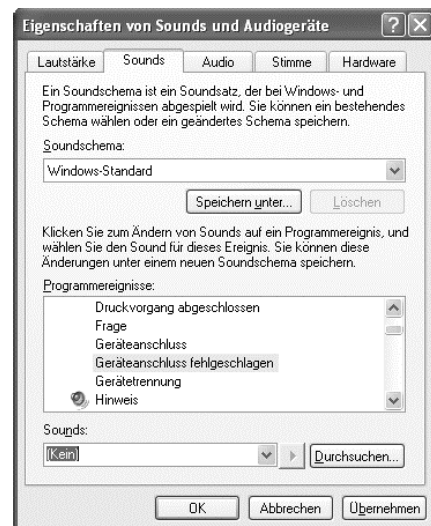 Eigenschaften von Sounds und Audiogeräte
Lautstärke Sounds Audio Stimme Hardware
Ein Soundschema ist ein Soundsatz, der bei Windows- und
Programmereignissen abgespielt wird. Sie können ein bestehendes
Schema wählen oder ein geändertes Schema speichern.
Soundschema:
Windows-Standard
Speichern unter... Löschen
Klicken Sie zum Ändern von Sounds auf ein Programmereignis, und
wählen Sie den Sound für dieses Ereignis. Sie können diese
Änderungen unter einem neuen Soundschema speichern.
Programmereignisse:
Druckvorgang abgeschlossen
Frage
Geräteanschluss
Geräteanschluss fehlgeschlagen
Gerätetrennung
Hinweis
Sounds:
(Kein) Durchsuchen...
OK Abbrechen Übernehmen